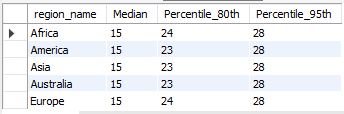 region_name Median Percentile_80th Percentile_95th
Africa 15 24 28
America 15 23 28
Asia 15 23 28
Australia 15 23 28
Europe 15 24 28